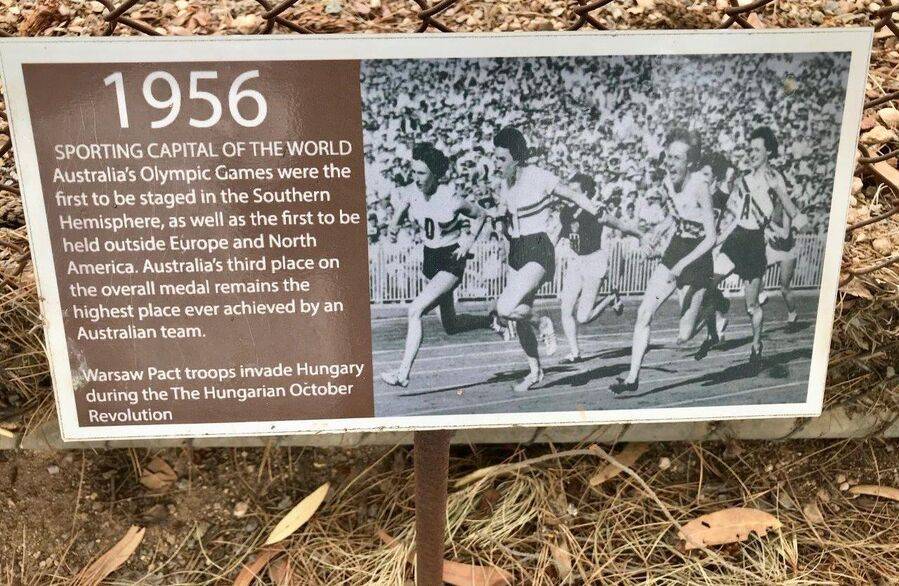 1956
SPORTING CAPITAL OF THE WORLD
Australia's Olympic Games were the
first to be staged in the Southern
Hemisphere, as well as the first to be
held outside Europe and North
America. Australia's third place on
the overall medal remains the
highest place ever achieved by an
Australian team.
Warsaw Pact troops invade Hungary
during the The Hungarian October
Revolution
D
A